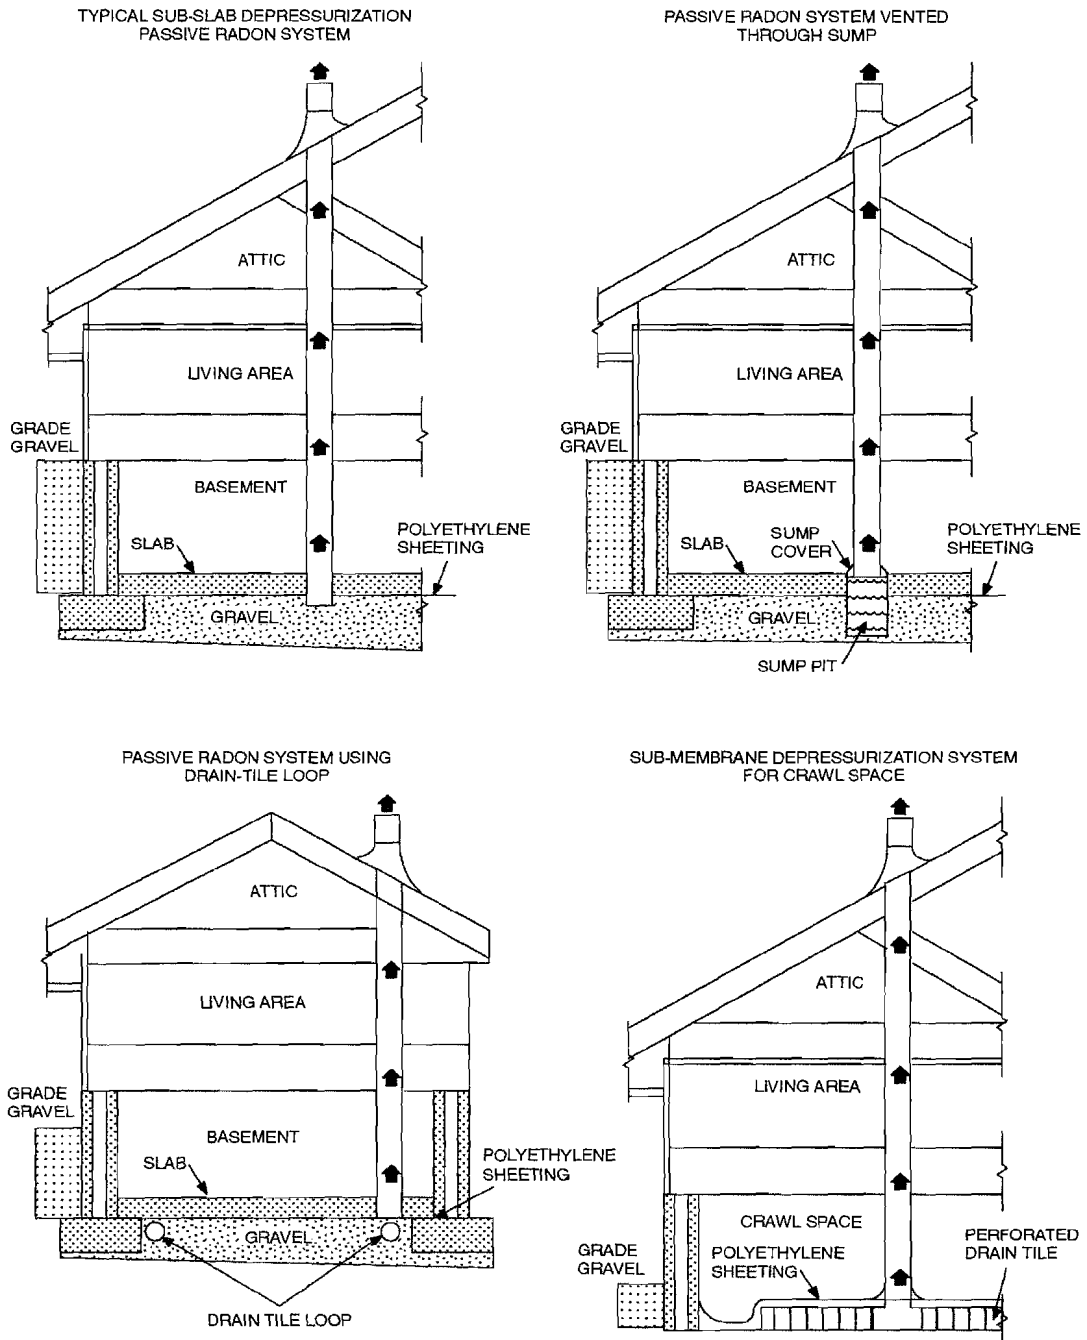 TYPICAL SUB-SLAB DEPRESSURIZATION
PASSIVE RADON SYSTEM
ATTIC
LIVING AREA
GRADE
GRAVEL
BASEMENT
SLAB
POLYETHYLENE
SHEETING
GRAVEL
PASSIVE RADON SYSTEM VENTED
THROUGH SUMP
ATTIC
LIVING AREA
GRADE
GRAVEL
BASEMENT
SLAB
SUMP
COVER
POLYETHYLENE
SHEETING
GRAVEL
SUMP PIT
PASSIVE RADON SYSTEM USING
DRAIN-TILE LOOP
ATTIC
LIVING AREA
GRADE
GRAVEL
BASEMENT
SLAB
POLYETHYLENE
SHEETING
GRAVEL
DRAIN TILE LOOP
SUB-MEMBRANE DEPRESSURIZATION SYSTEM
FOR CRAWL SPACE
ATTIC
LIVING AREA
CRAWL SPACE
GRADE
GRAVEL
POLYETHYLENE
SHEETING
PERFORATED
DRAIN TILE